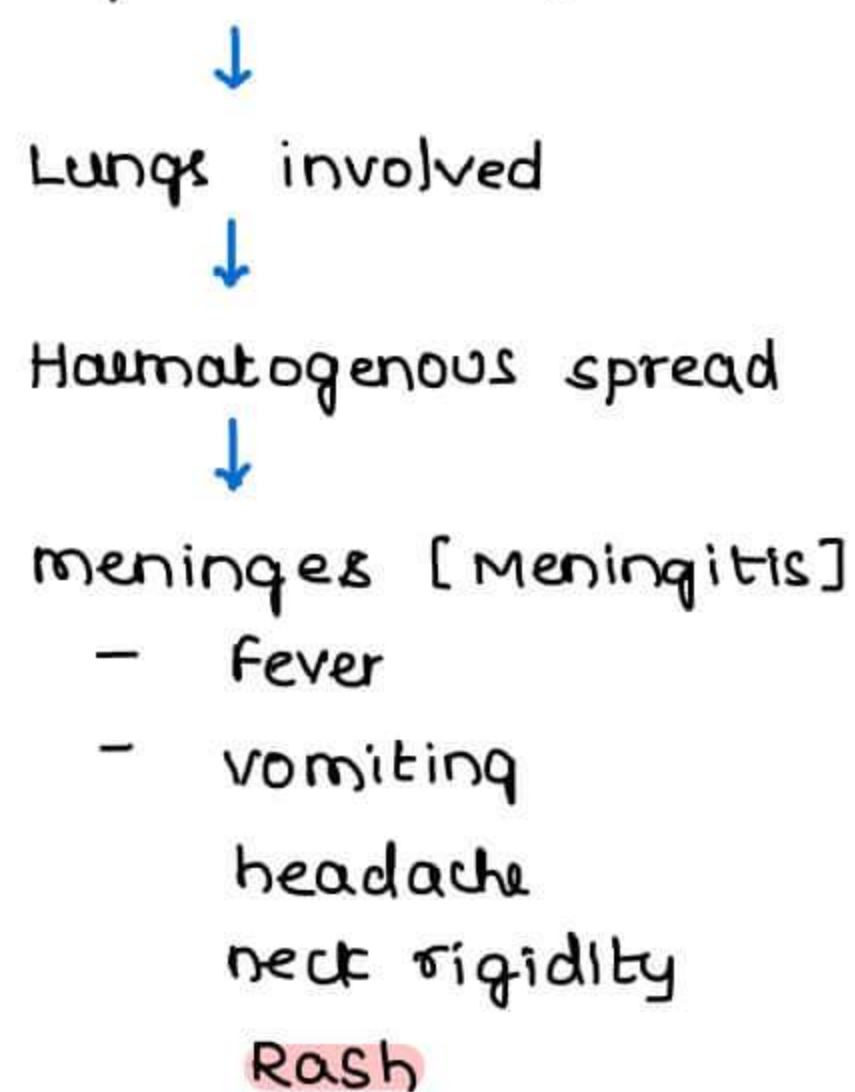 ↓
Lungs involved
↓
Haematogenous spread
↓
meninges [Meningitis]
- Fever
- vomiting
headache
neck rigidity
Rash